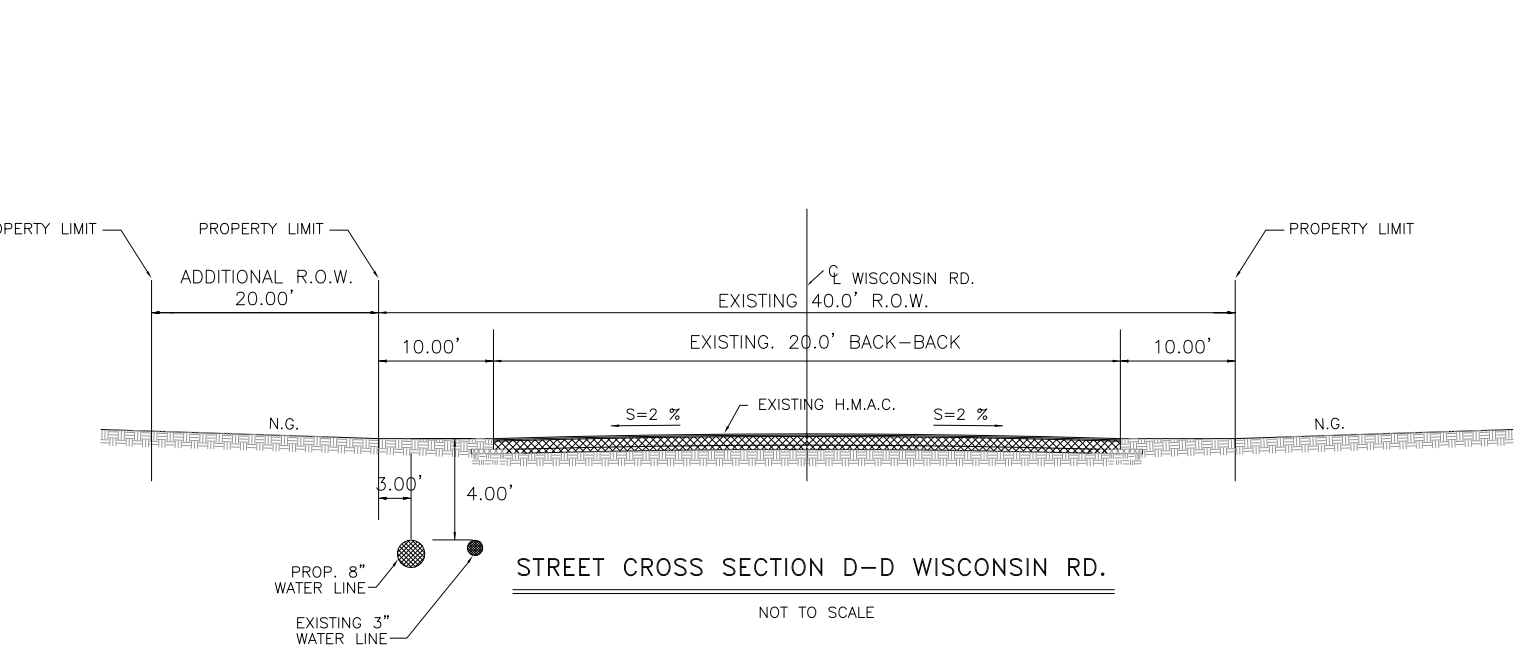 OPERTY LIMIT
PROPERTY LIMIT
PROPERTY LIMIT
ADDITIONAL R.O.W.
20.00'
℄ WISCONSIN RD.
EXISTING 40.0' R.O.W.
10.00'
EXISTING. 20.0' BACK-BACK
10.00'
N.G.
S=2 %
EXISTING H.M.A.C.
S=2 %
N.G.
3.00'
4.00'
PROP. 8"
WATER LINE
EXISTING 3"
WATER LINE
STREET CROSS SECTION D-D WISCONSIN RD.
NOT TO SCALE